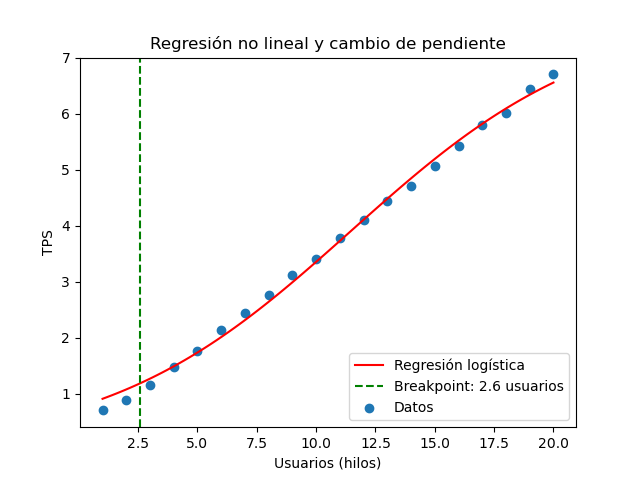 Regresión no lineal y cambio de pendiente
7
6
5
4
3
2
1
TPS
2.5 5.0 7.5 10.0 12.5 15.0 17.5 20.0
Usuarios (hilos)
Regresión logística
Breakpoint: 2.6 usuarios
Datos